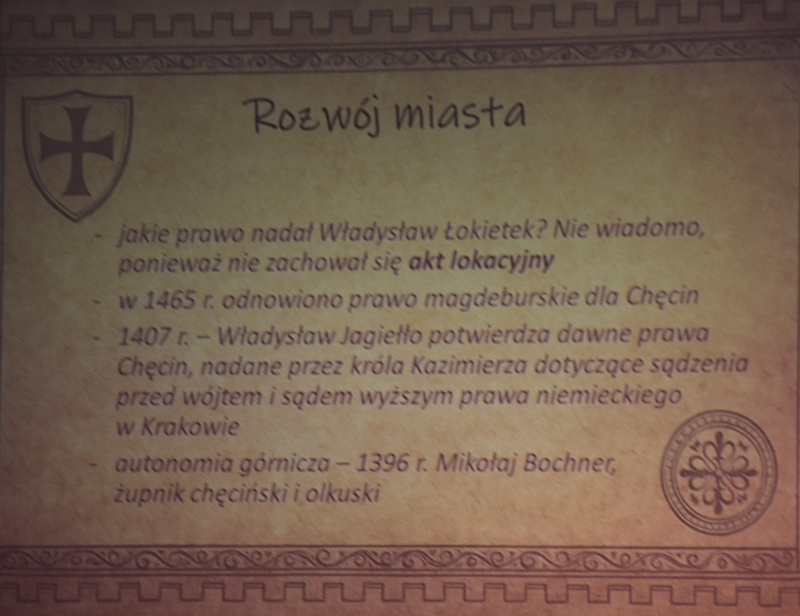 Rozwój miasta
- jakie prawo nadał Władysław Łokietek? Nie wiadomo,
ponieważ nie zachował się akt lokacyjny
- w 1465 r. odnowiono prawo magdeburskie dla Chęcin
- 1407 r. – Władysław Jagiełło potwierdza dawne prawa
Chęcin, nadane przez króla Kazimierza dotyczące sądzenia
przed wójtem i sądem wyższym prawa niemieckiego
w Krakowie
- autonomia górnicza – 1396 r. Mikołaj Bochner,
żupnik chęciński i olkuski